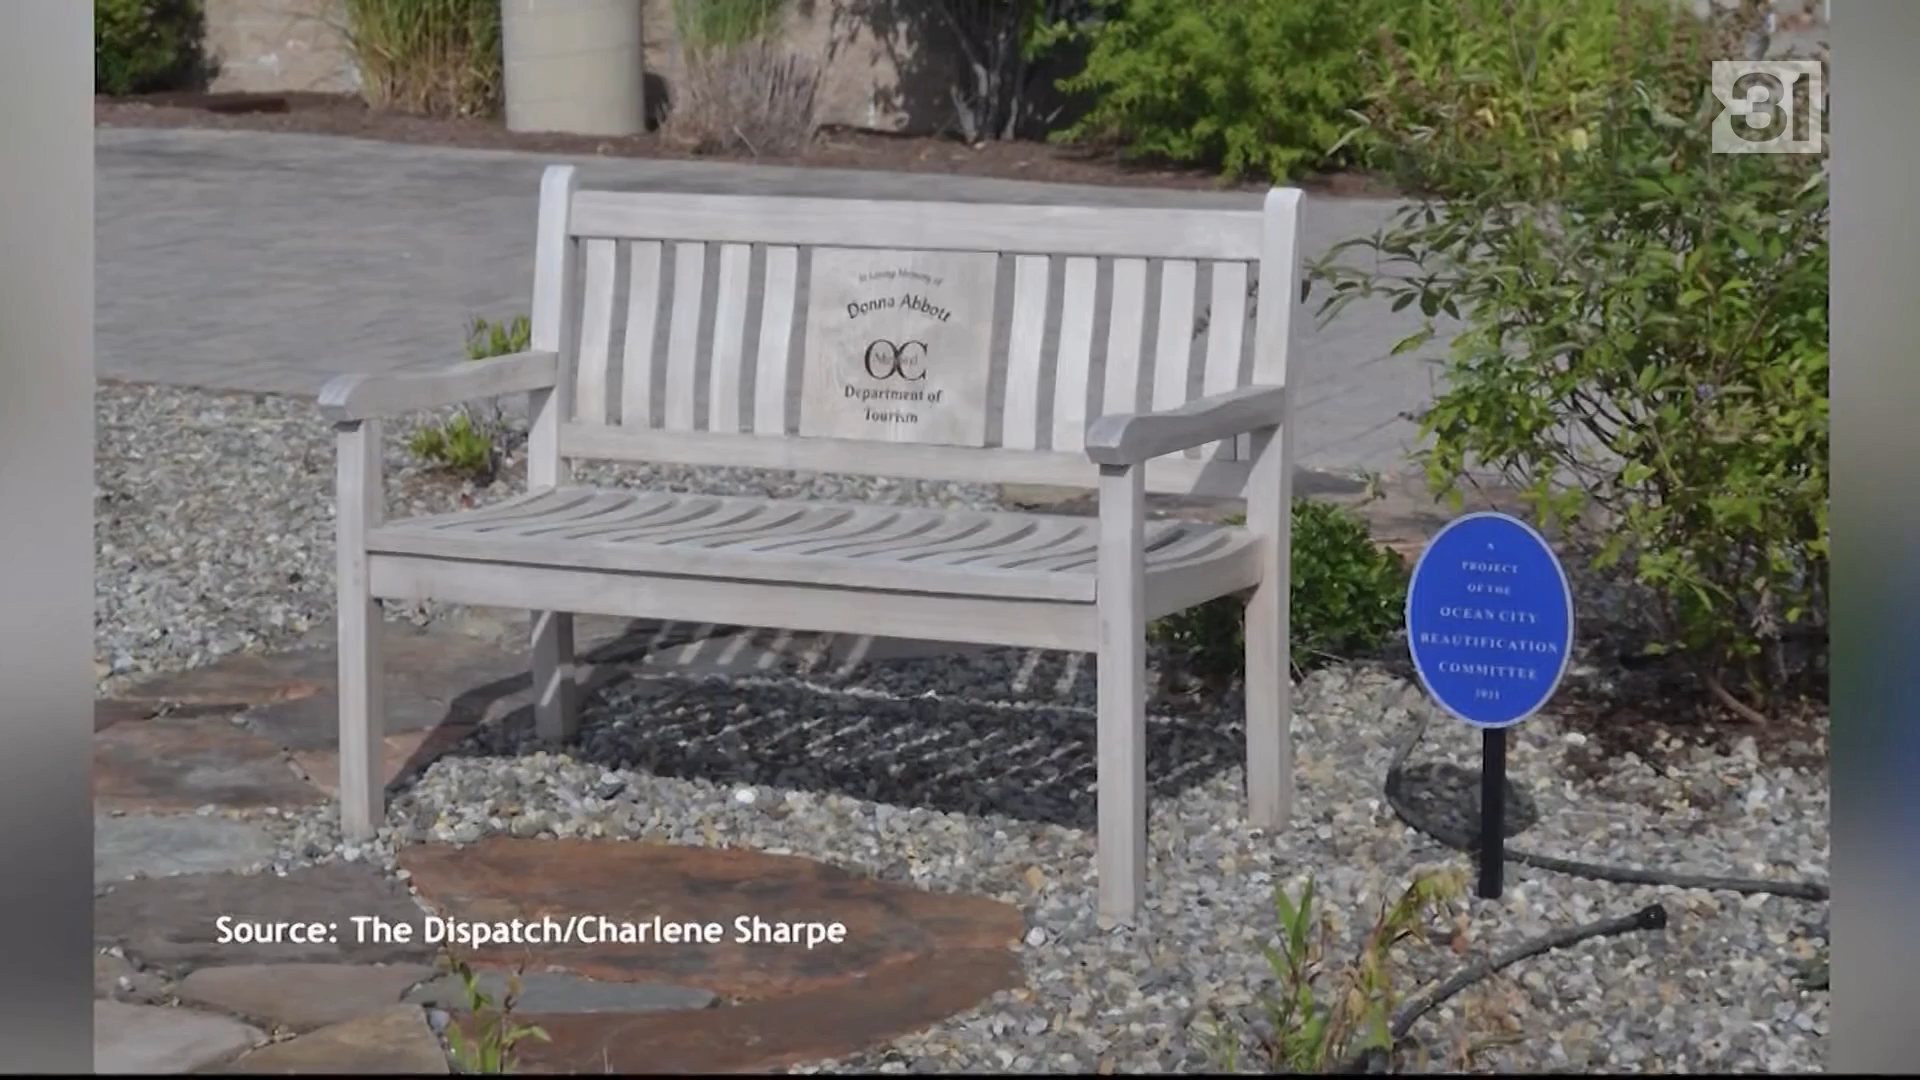 31
In Loving Memory of
Donna Abbott
OC
Department of
Tourism
A
PROJECT
OF THE
OCEAN CITY
BEAUTIFICATION
COMMITTEE
Source: The Dispatch/Charlene Sharpe